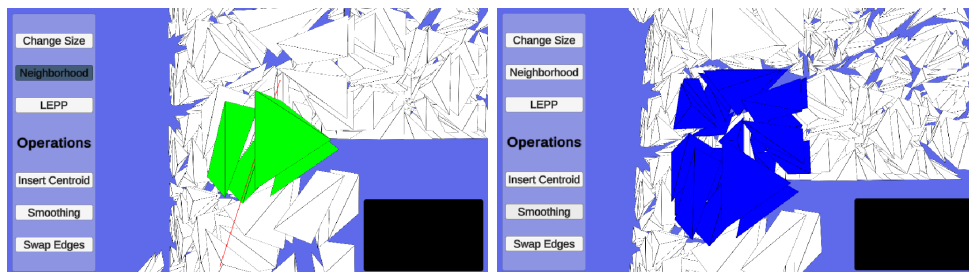 Change Size
Neighborhood
LEPP
Operations
Insert Centroid
Smoothing
Swap Edges
Change Size
Neighborhood
LEPP
Operations
Insert Centroid
Smoothing
Swap Edges